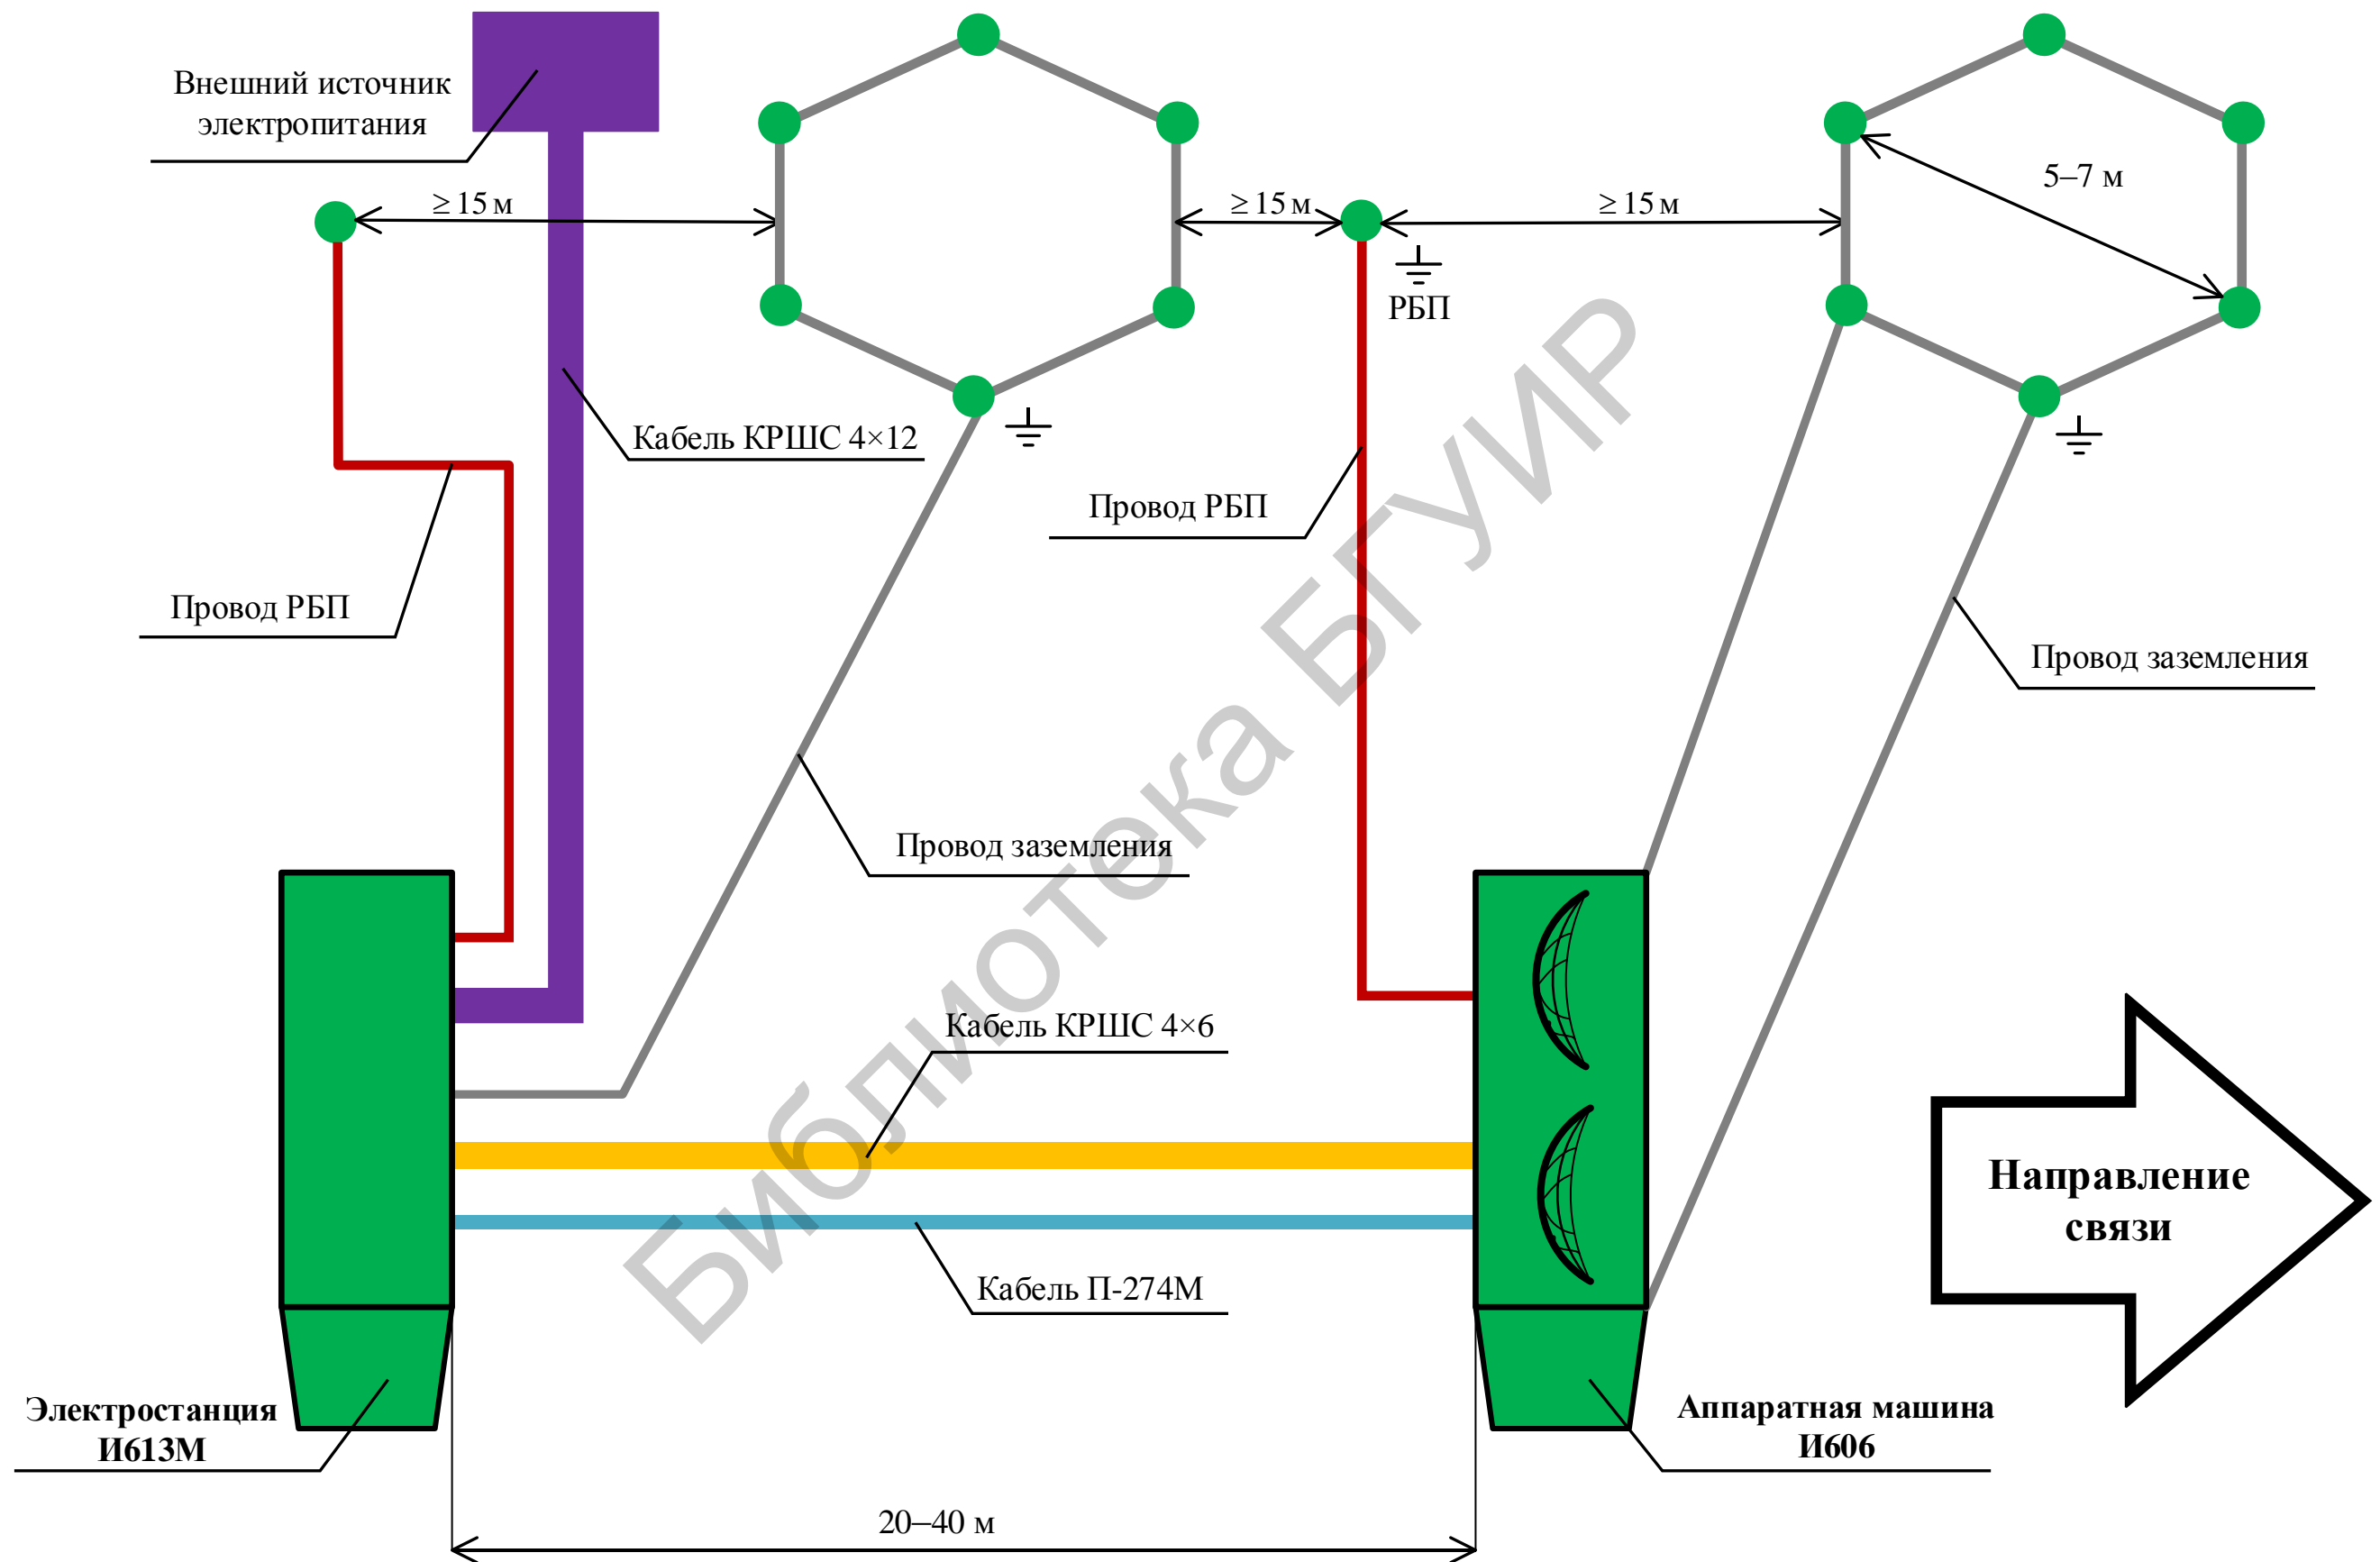 Внешний источник
электропитания
≥ 15 м
≥ 15 м
≥ 15 м
5–7 м
РБП
Кабель КРШС 4×12
Провод РБП
Провод РБП
Провод заземления
Провод заземления
Кабель КРШС 4×6
Кабель П-274М
Направление
связи
Электростанция
И613М
Аппаратная машина
И606
20–40 м
Библиотека БГУИР